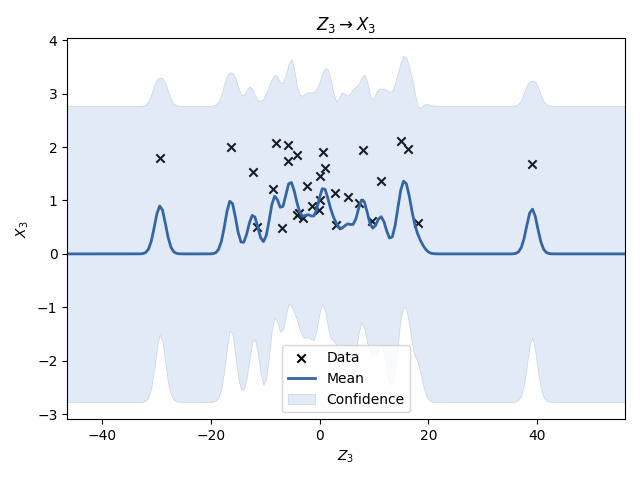 Z₃ → X₃
4
3
2
1
0
−1
−2
−3
X₃
Data
Mean
Confidence
−40 −20 0 20 40
Z₃